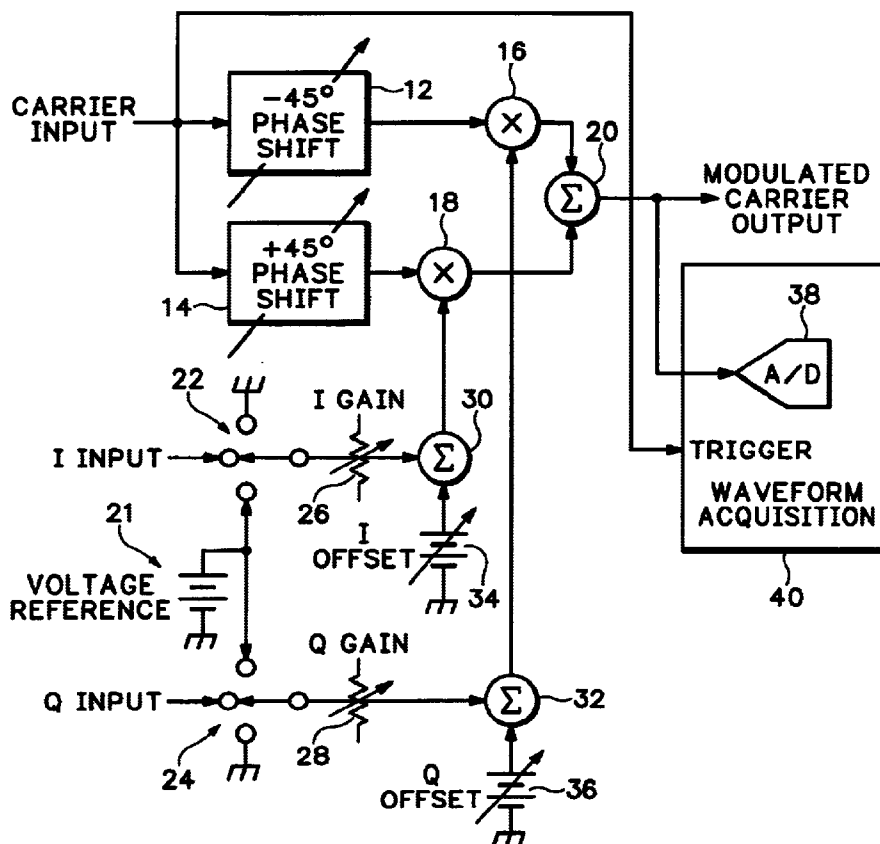 CARRIER
INPUT
−45°
PHASE
SHIFT
12
16
20
MODULATED
CARRIER
OUTPUT
+45°
PHASE
SHIFT
14
18
38
A/D
TRIGGER
WAVEFORM
ACQUISITION
40
22
I INPUT
I GAIN
26
30
I
OFFSET
34
21
VOLTAGE
REFERENCE
Q GAIN
Q INPUT
28
24
32
Q
OFFSET
36
×
×
Σ
Σ
Σ